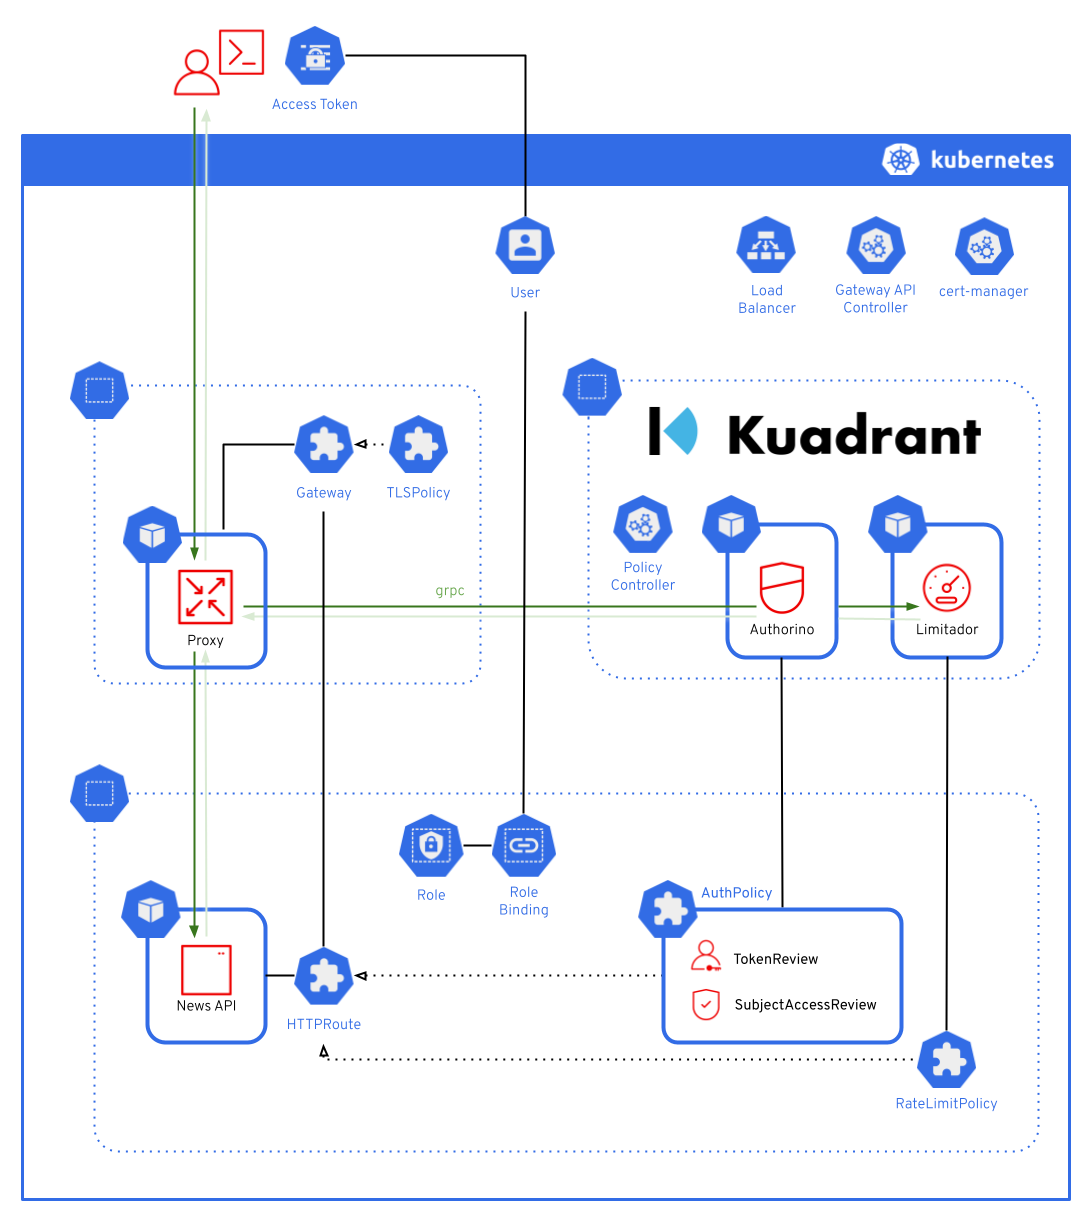 Access Token
kubernetes
User
Load
Balancer
Gateway API
Controller
cert-manager
Kuadrant
Gateway
TLSPolicy
Policy
Controller
grpc
Proxy
Authorino
Limitador
Role
Role
Binding
AuthPolicy
TokenReview
SubjectAccessReview
News API
HTTPRoute
RateLimitPolicy